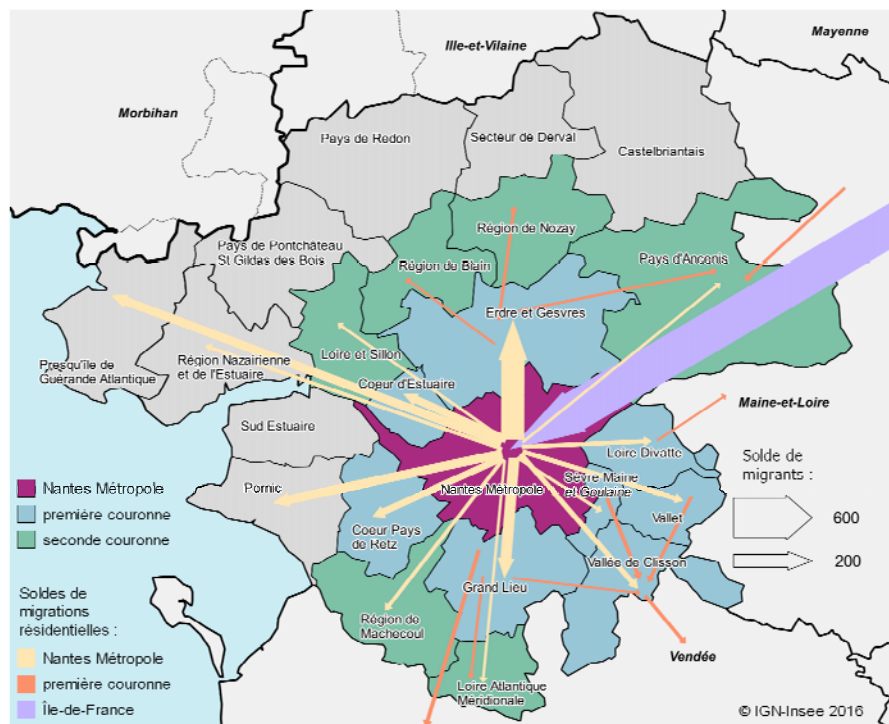 Ille-et-Vilaine
Mayenne
Morbihan
Pays de Redon
Secteur de Derval
Castelbriantais
Région de Nozay
Pays de Pontchâteau
St Gildas des Bois
Région de Blain
Pays d'Ancenis
Erdre et Gesvres
Presqu'île de
Guérande Atlantique
Région Nazairienne
et de l'Estuaire
Loire et Sillon
Coeur d'Estuaire
Maine-et-Loire
Sud Estuaire
Loire Divatte
Solde de
migrants :
600
200
Nantes Métropole
première couronne
seconde couronne
Pornic
Nantes Métropole
Sèvre Maine
et Goulaine
Vallet
Coeur Pays
de Retz
Vallée de Clisson
Grand Lieu
Région de
Machecoul
Soldes de
migrations
résidentielles :
Nantes Métropole
première couronne
Île-de-France
Loire Atlantique
Méridionale
Vendée
© IGN-Insee 2016